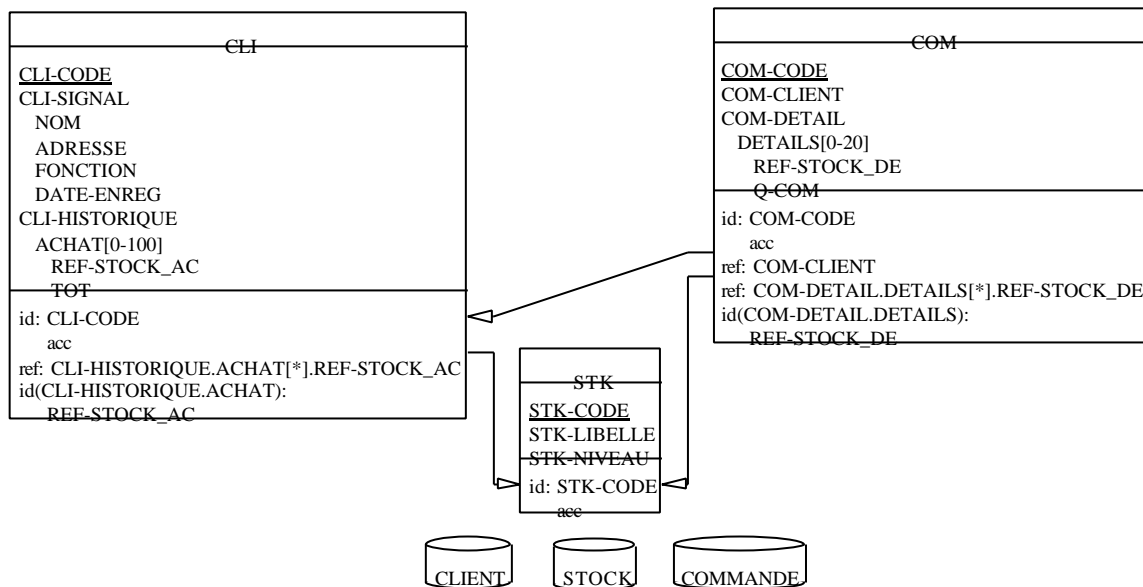 CLI
CLI-CODE
CLI-SIGNAL
NOM
ADRESSE
FONCTION
DATE-ENREG
CLI-HISTORIQUE
ACHAT[0-100]
REF-STOCK_AC
TOT
id: CLI-CODE
acc
ref: CLI-HISTORIQUE.ACHAT[*].REF-STOCK_AC
id(CLI-HISTORIQUE.ACHAT):
REF-STOCK_AC
COM
COM-CODE
COM-CLIENT
COM-DETAIL
DETAILS[0-20]
REF-STOCK_DE
Q-COM
id: COM-CODE
acc
ref: COM-CLIENT
ref: COM-DETAIL.DETAILS[*].REF-STOCK_DE
id(COM-DETAIL.DETAILS):
REF-STOCK_DE
STK
STK-CODE
STK-LIBELLE
STK-NIVEAU
id: STK-CODE
acc
CLIENT
STOCK
COMMANDE